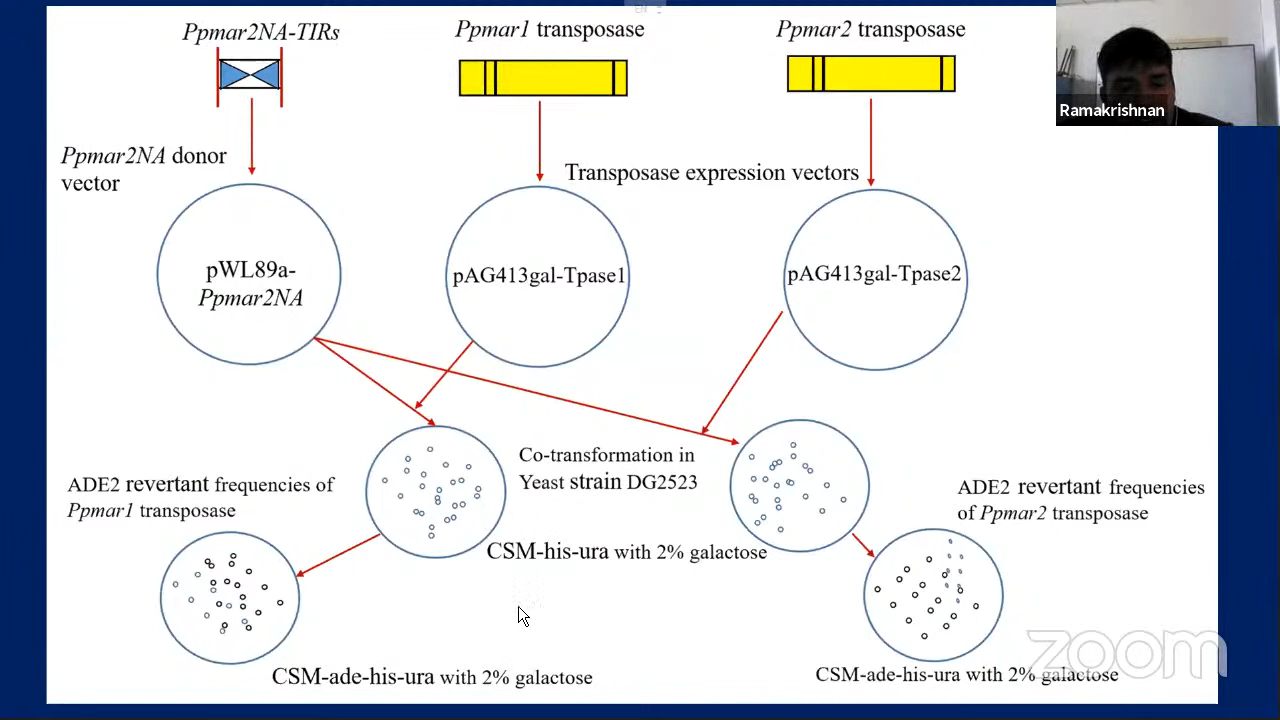 Ppmar2NA-TIRs
Ppmar1 transposase
Ppmar2 transposase
Ramakrishnan
Ppmar2NA donor
vector
Transposase expression vectors
pWL89a-
Ppmar2NA
pAG413gal-Tpase1
pAG413gal-Tpase2
Co-transformation in
Yeast strain DG2523
ADE2 revertant frequencies of
Ppmar1 transposase
ADE2 revertant frequencies
of Ppmar2 transposase
CSM-his-ura with 2% galactose
CSM-ade-his-ura with 2% galactose
CSM-ade-his-ura with 2% galactose
zoom